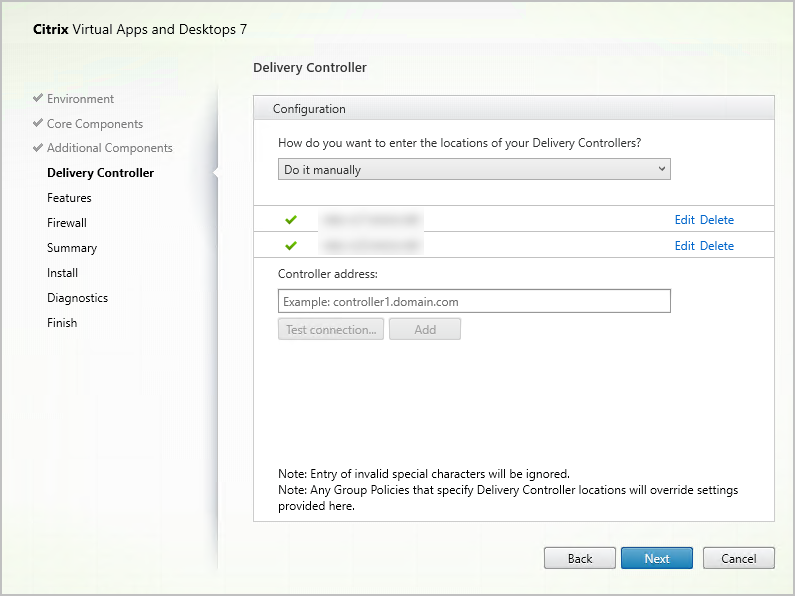 Citrix Virtual Apps and Desktops 7
Delivery Controller
Environment
Core Components
Additional Components
Delivery Controller
Features
Firewall
Summary
Install
Diagnostics
Finish
Configuration
How do you want to enter the locations of your Delivery Controllers?
Do it manually
Edit Delete
Edit Delete
Controller address:
Example: controller1.domain.com
Test connection... Add
Note: Entry of invalid special characters will be ignored.
Note: Any Group Policies that specify Delivery Controller locations will override settings
provided here.
Back Next Cancel